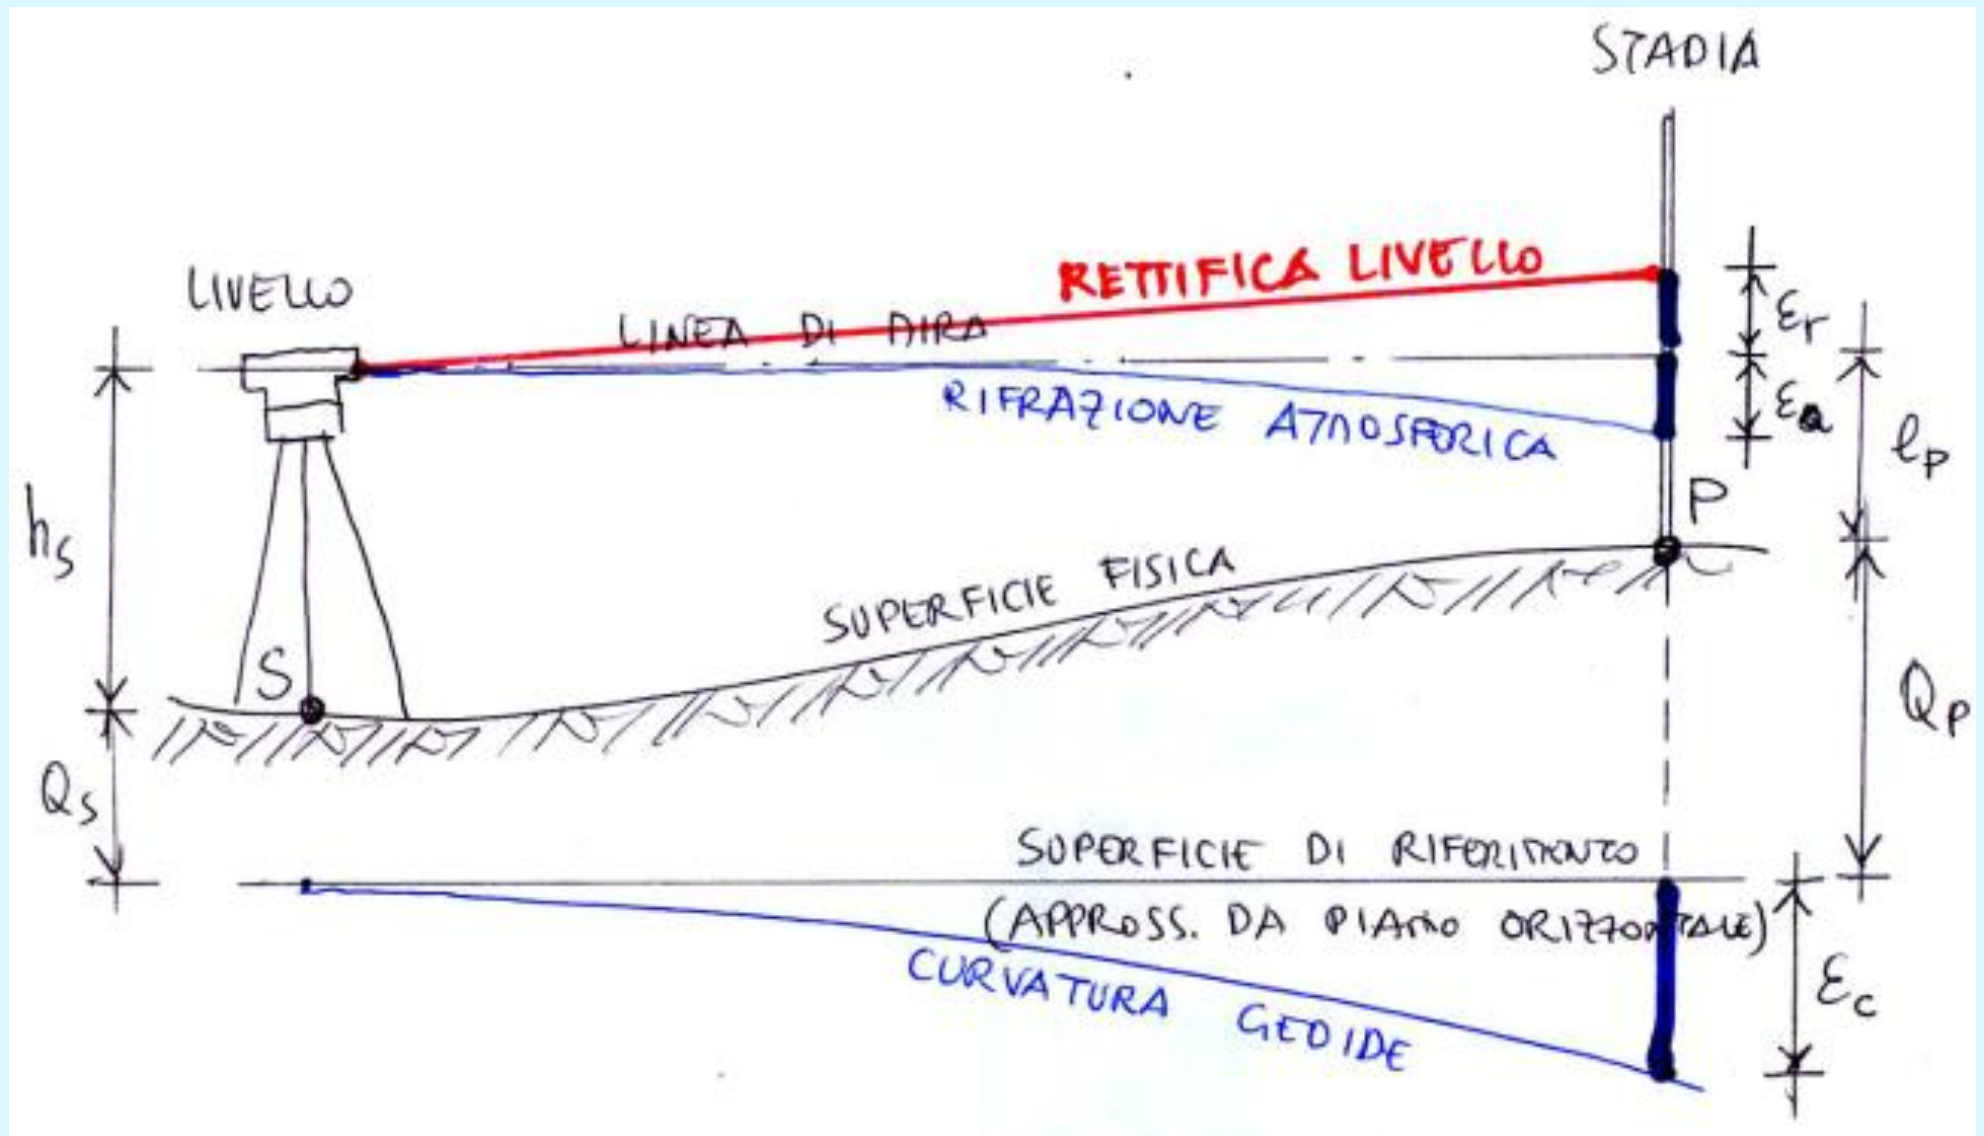 STADIA
RETTIFICA LIVELLO
LIVELLO
LINEA DI MIRA
εr
RIFRAZIONE ATMOSFERICA
εa
lP
hS
P
SUPERFICIE FISICA
S
QP
QS
SUPERFICIE DI RIFERIMENTO
(APPROSS. DA PIANO ORIZZONTALE)
CURVATURA GEOIDE
εc